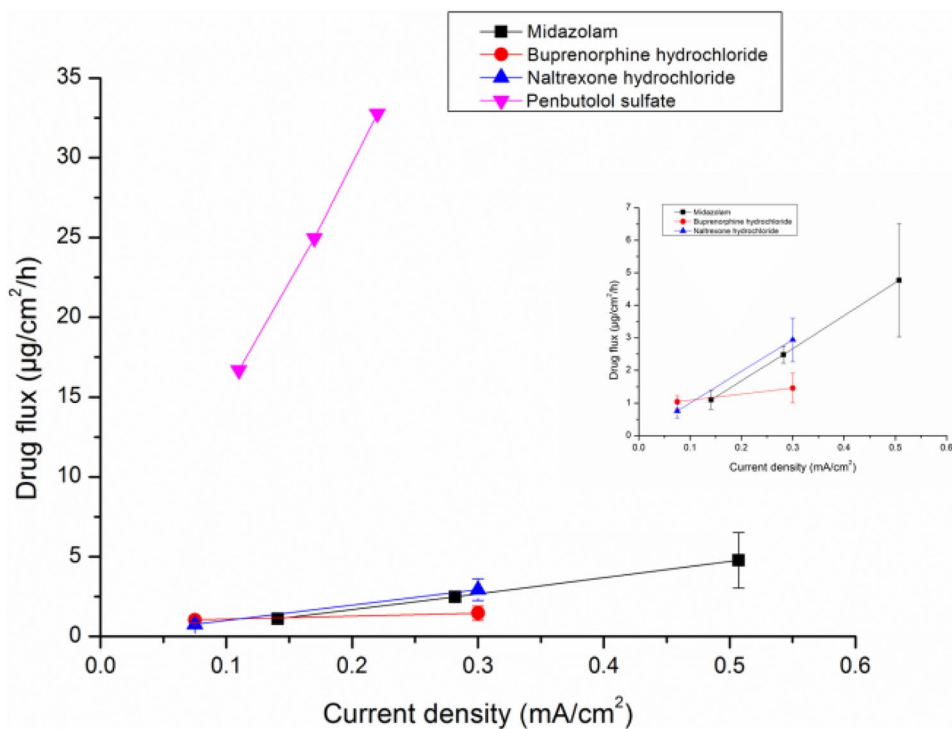 Midazolam
Buprenorphine hydrochloride
Naltrexone hydrochloride
Penbutolol sulfate
35
30
25
20
15
10
5
0
Drug flux (µg/cm²/h)
0.0 0.1 0.2 0.3 0.4 0.5 0.6
Current density (mA/cm²)
Midazolam
Buprenorphine hydrochloride
Naltrexone hydrochloride
7
6
5
4
3
2
1
0
Drug flux (µg/cm²/h)
0.0 0.1 0.2 0.3 0.4 0.5 0.6
Current density (mA/cm²)